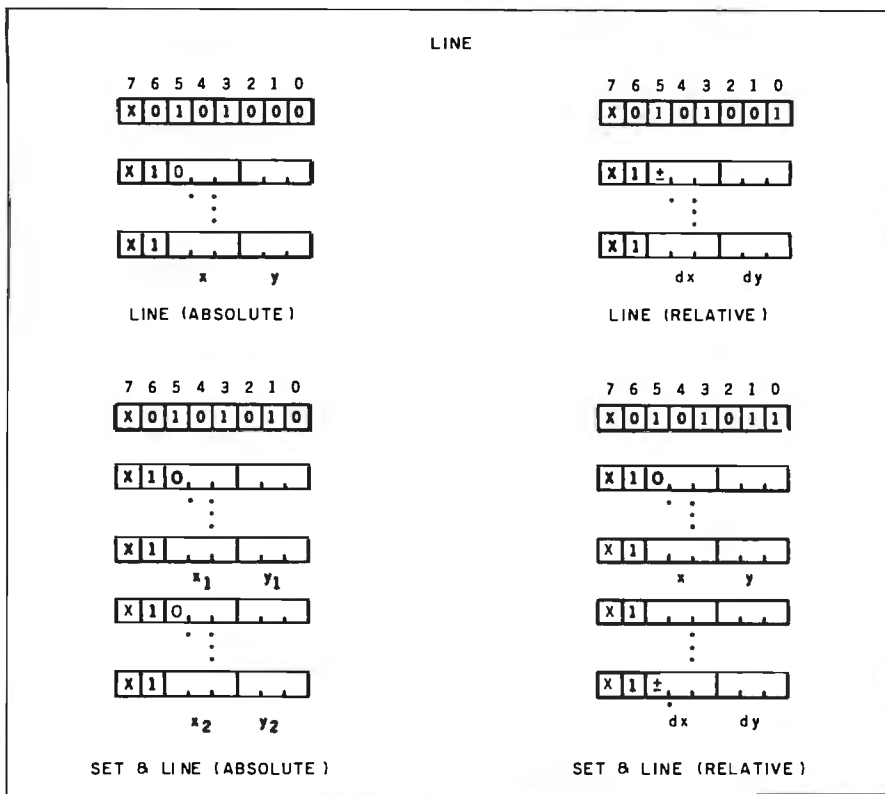 LINE
7 6 5 4 3 2 1 0
X 0 1 0 1 0 0 0
X 1 0
X 1
x y
LINE (ABSOLUTE)
7 6 5 4 3 2 1 0
X 0 1 0 1 0 0 1
X 1 ±
X 1
dx dy
LINE (RELATIVE)
7 6 5 4 3 2 1 0
X 0 1 0 1 0 1 0
X 1 0
X 1
x1 y1
X 1 0
X 1
x2 y2
SET & LINE (ABSOLUTE)
7 6 5 4 3 2 1 0
X 0 1 0 1 0 1 1
X 1 0
X 1
x y
X 1
X 1 ±
dx dy
SET & LINE (RELATIVE)